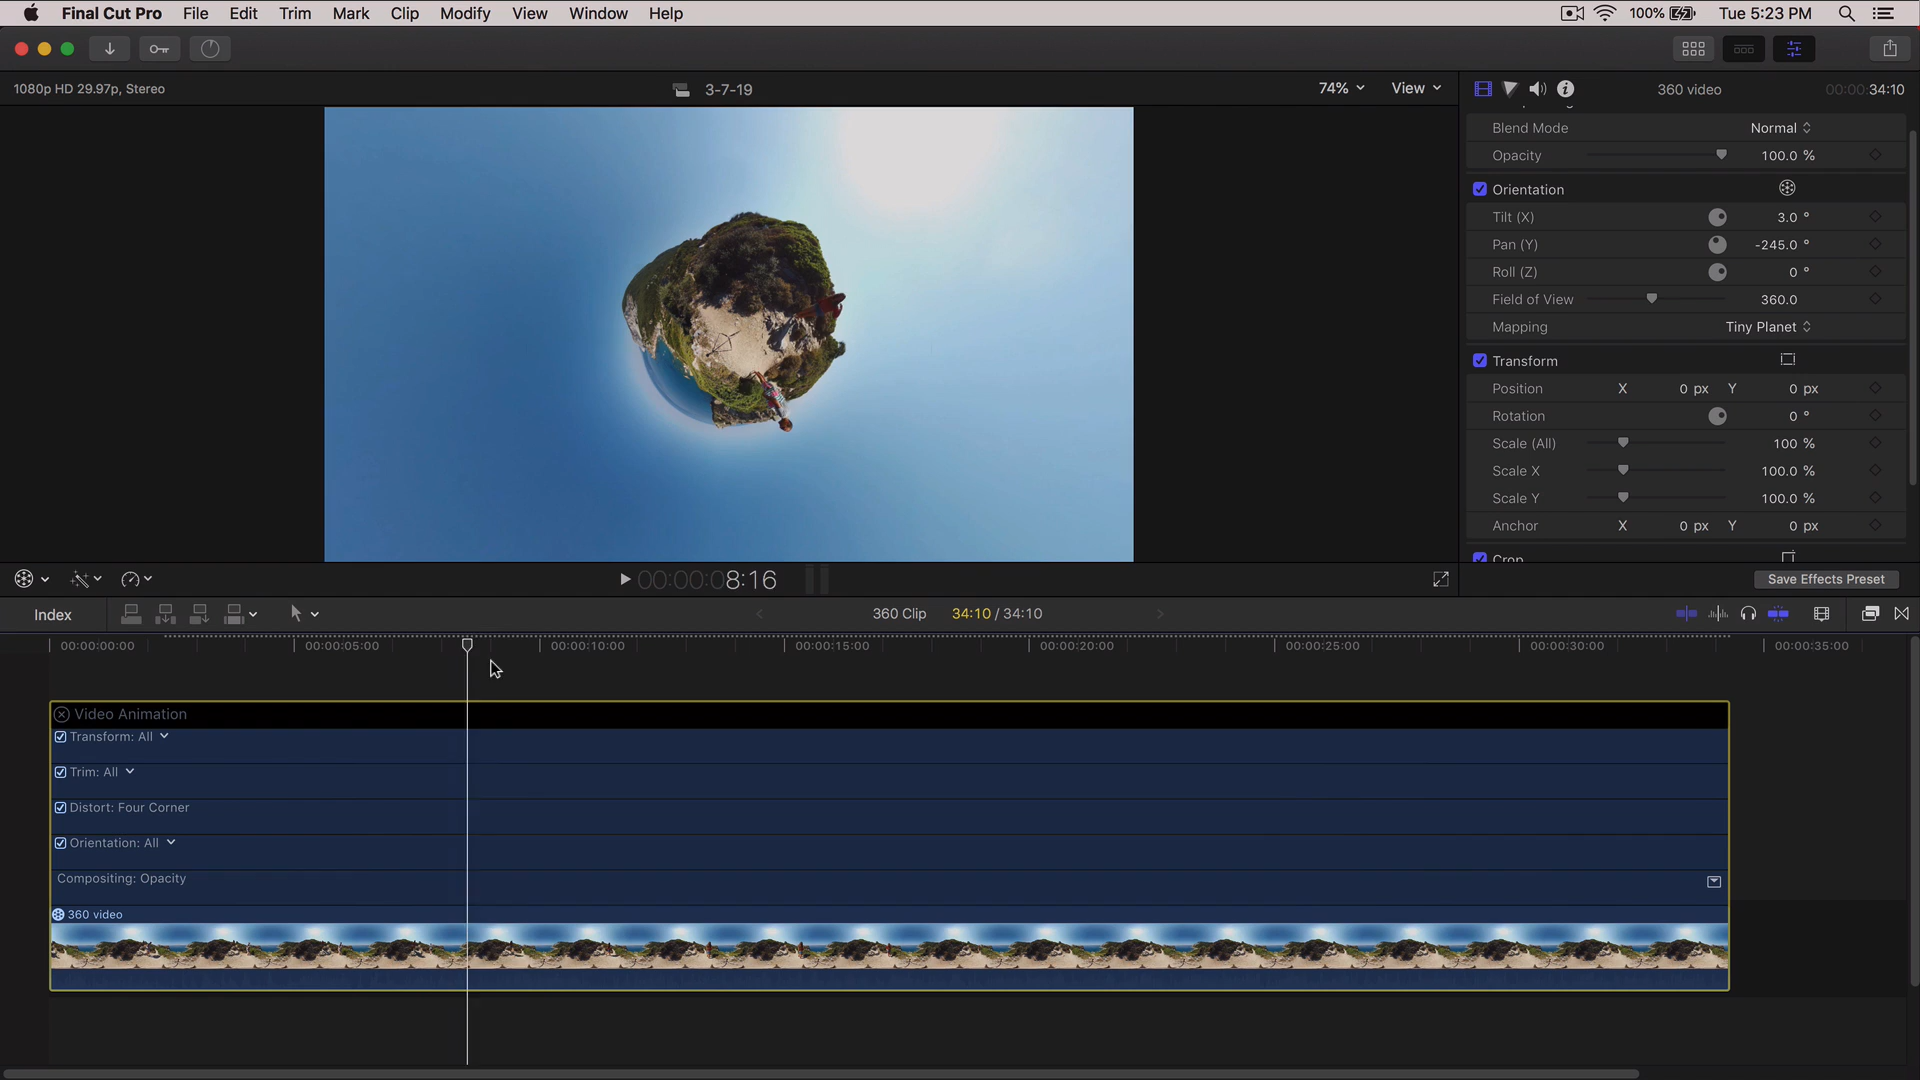 Final Cut Pro File Edit Trim Mark Clip Modify View Window Help 100% Tue 5:23 PM
1080p HD 29.97p, Stereo 3-7-19 74% View 360 video 00:00:34:10
Blend Mode Normal
Opacity 100.0 %
Orientation
Tilt (X) 3.0 °
Pan (Y) -245.0 °
Roll (Z) 0 °
Field of View 360.0
Mapping Tiny Planet
Transform
Position X 0 px Y 0 px
Rotation 0 °
Scale (All) 100 %
Scale X 100.0 %
Scale Y 100.0 %
Anchor X 0 px Y 0 px
Crop
00:00:08:16 Save Effects Preset
Index 360 Clip 34:10 / 34:10
00:00:00:00 00:00:05:00 00:00:10:00 00:00:15:00 00:00:20:00 00:00:25:00 00:00:30:00 00:00:35:00
Video Animation
Transform: All
Trim: All
Distort: Four Corner
Orientation: All
Compositing: Opacity
360 video